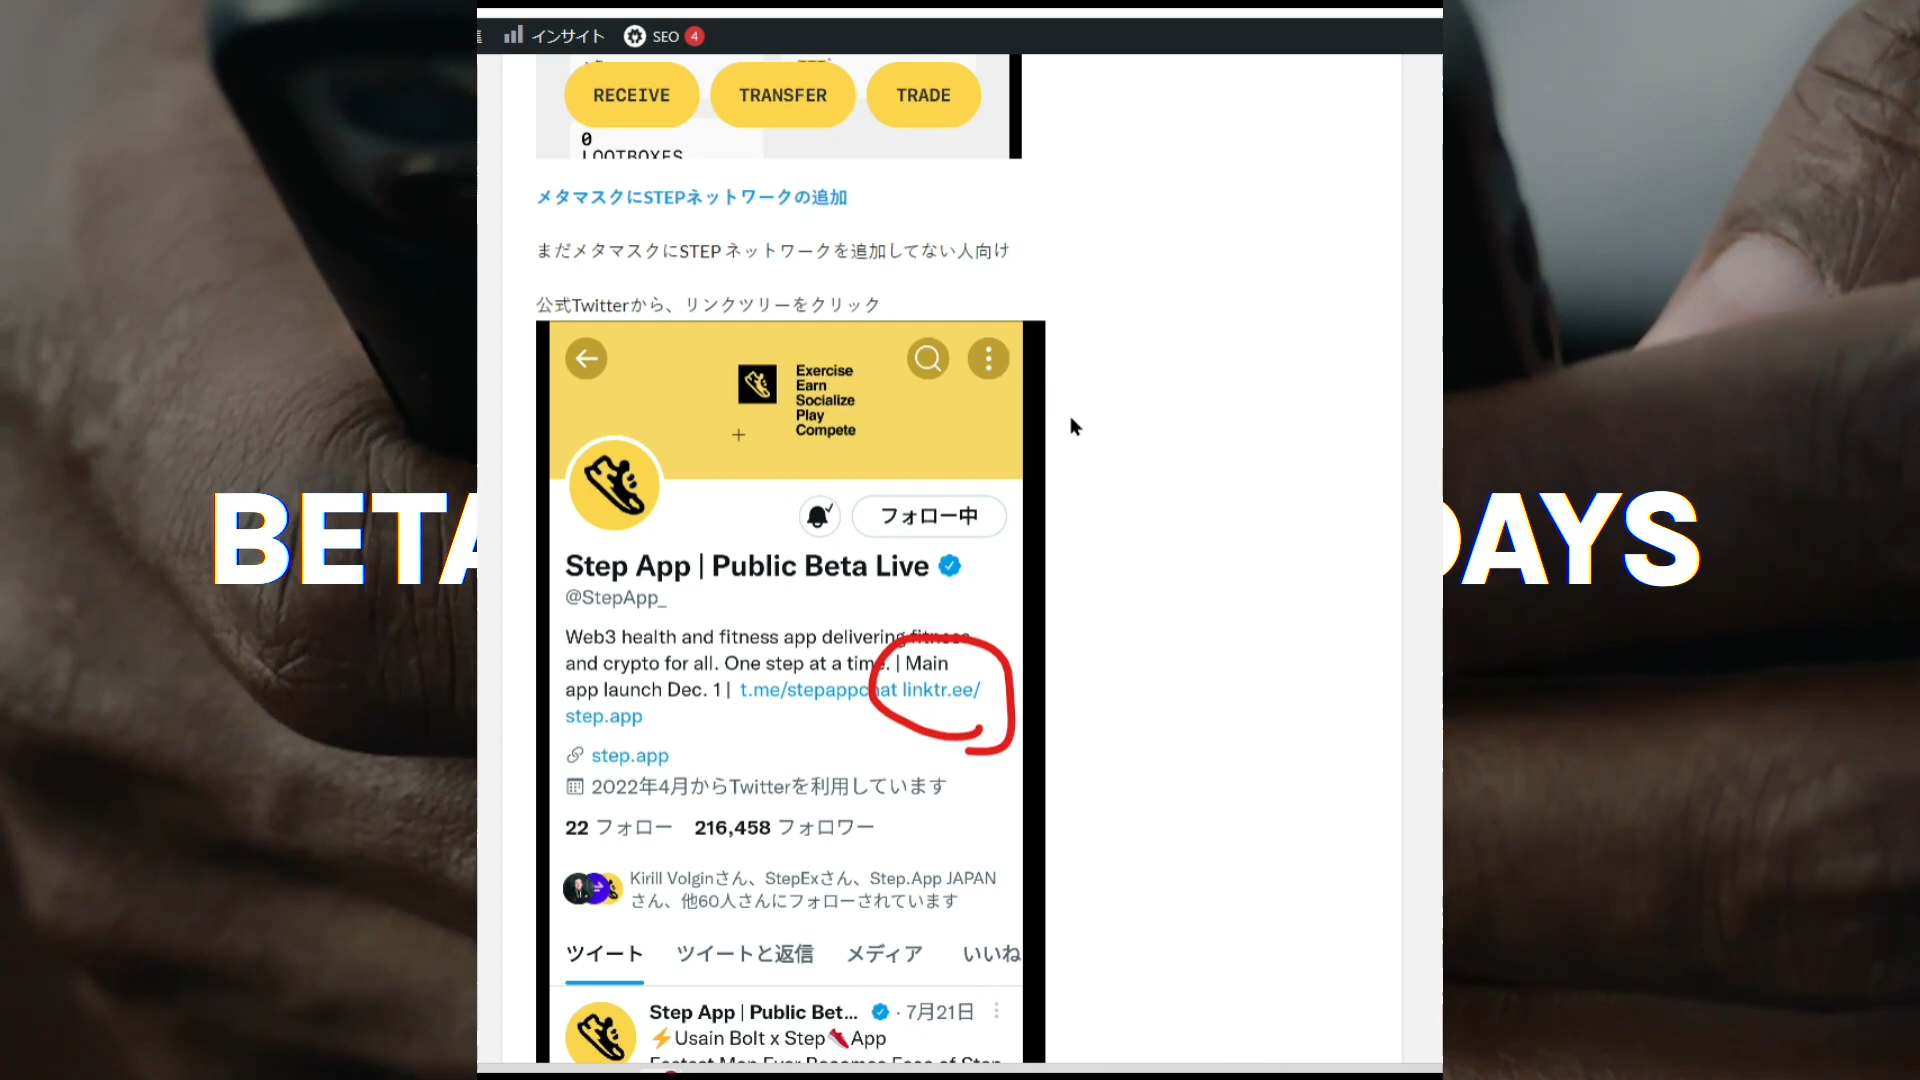 インサイト SEO 4
RECEIVE TRANSFER TRADE
0
LOOTBOXES
メタマスクにSTEPネットワークの追加
まだメタマスクにSTEPネットワークを追加してない人向け
公式Twitterから、リンクツリーをクリック
Exercise
Earn
Socialize
Play
Compete
フォロー中
BETA
DAYS
Step App | Public Beta Live
@StepApp_
Web3 health and fitness app delivering fitness
and crypto for all. One step at a time. | Main
app launch Dec. 1 | t.me/stepappchat linktr.ee/
step.app
step.app
2022年4月からTwitterを利用しています
22 フォロー 216,458 フォロワー
Kirill Volginさん、StepExさん、Step.App JAPAN
さん、他60人さんにフォローされています
ツイート ツイートと返信 メディア いいね
Step App | Public Bet... · 7月21日
⚡Usain Bolt x Step👟App
Fastest Man Ever Becomes Face of Step